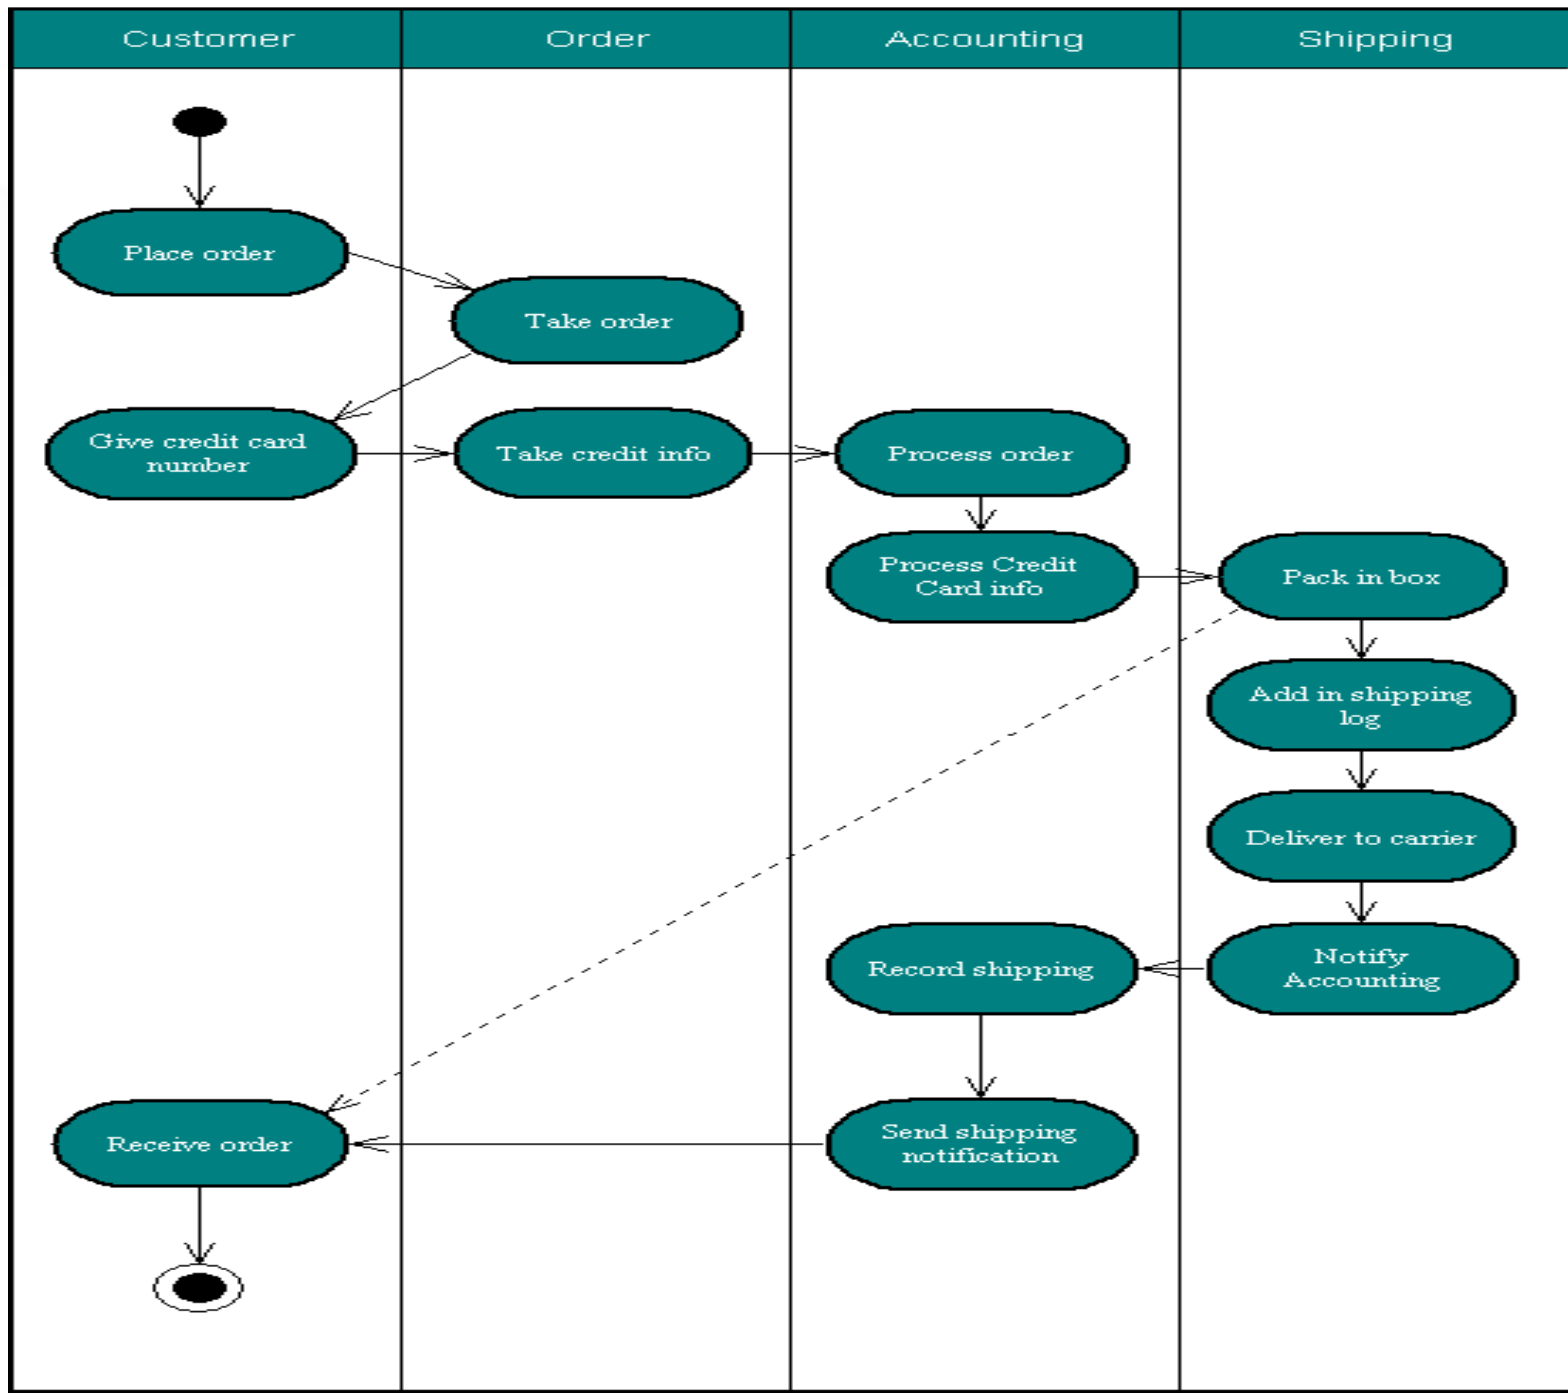 Customer
Order
Accounting
Shipping
Place order
Take order
Give credit card
number
Take credit info
Process order
Process Credit
Card info
Pack in box
Add in shipping
log
Deliver to carrier
Notify
Accounting
Record shipping
Send shipping
notification
Receive order